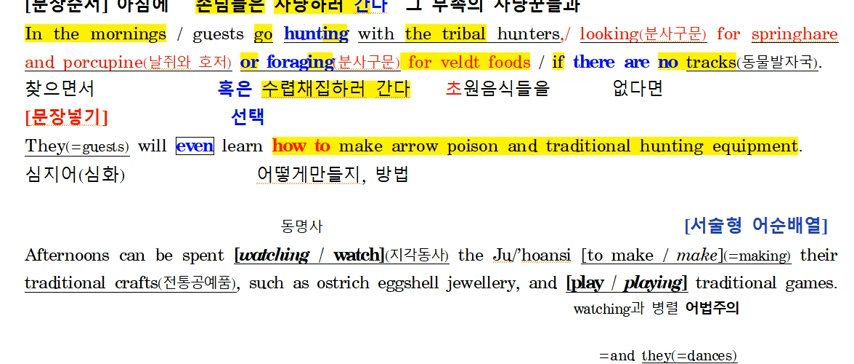 [문장순서] 아침에 손님들은 사냥하러 간다 그 부족의 사냥꾼들과
In the mornings / guests go hunting with the tribal hunters,/ looking(분사구문) for springhare
and porcupine(날쥐와 호저) or foraging(분사구문) for veldt foods / if there are no tracks(동물발자국).
찾으면서 혹은 수렵채집하러 간다 초원음식들을 없다면
[문장넣기] 선택
They(=guests) will even learn how to make arrow poison and traditional hunting equipment.
심지어(심화) 어떻게만들지, 방법
동명사 [서술형 어순배열]
Afternoons can be spent [watching / watch](지각동사) the Ju/'hoansi [to make / make](=making) their
traditional crafts(전통공예품), such as ostrich eggshell jewellery, and [play / playing] traditional games.
watching과 병렬 어법주의
=and they(=dances)